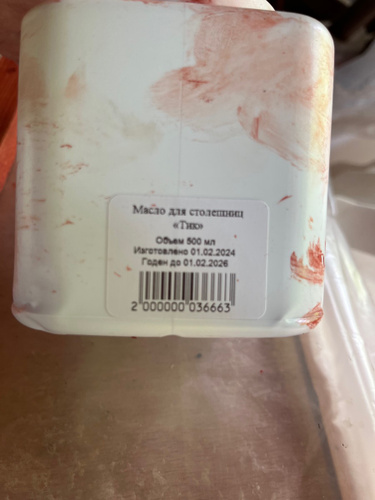 Масло для столешниц
«Тик»
Объем 500 мл
Изготовлено 01.02.2024
Годен до 01.02.2026
2 000000 036663